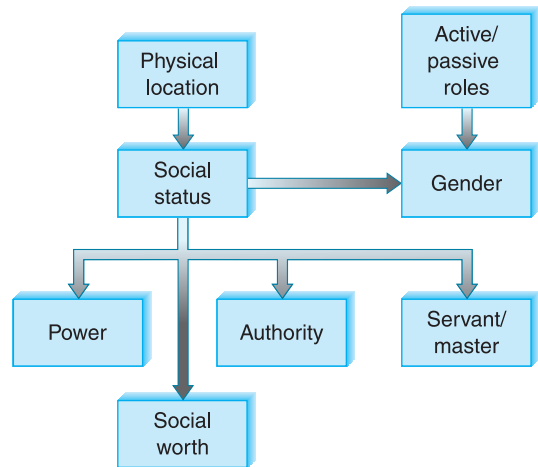 Physical
location
Active/
passive
roles
Social
status
Gender
Power
Authority
Servant/
master
Social
worth